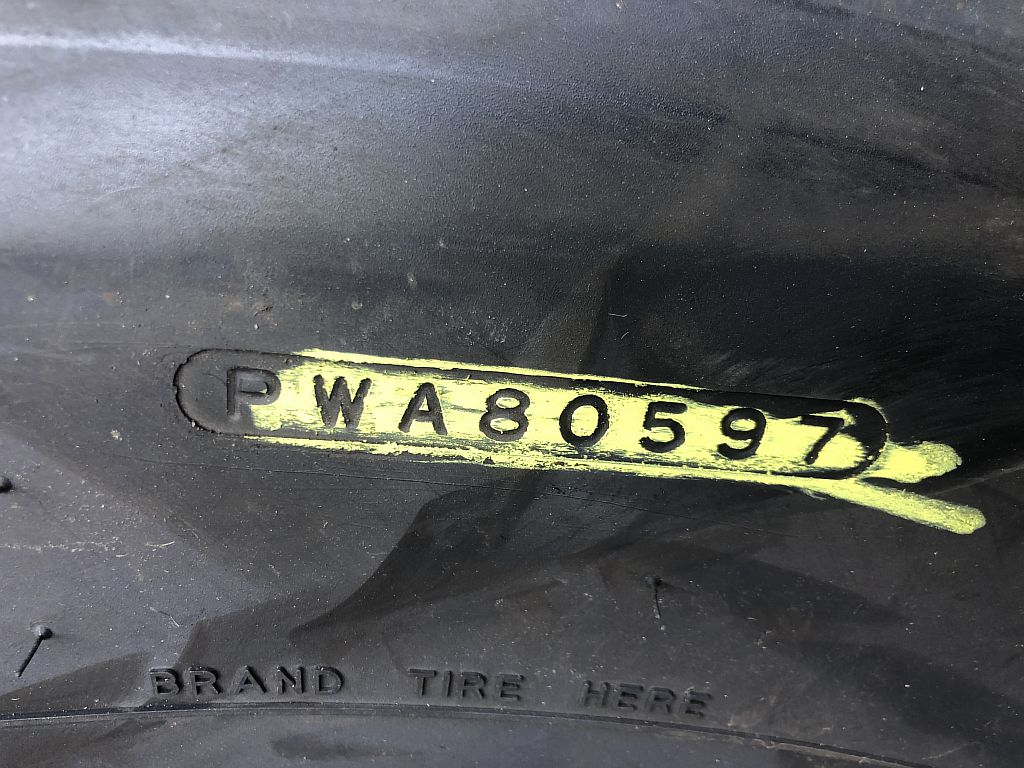 PWA80597
BRAND TIRE HERE